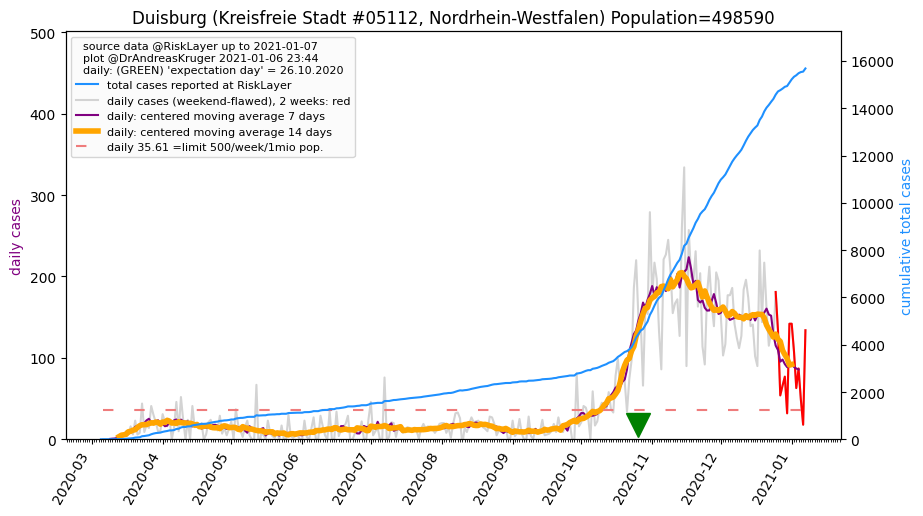 Duisburg (Kreisfreie Stadt #05112, Nordrhein-Westfalen) Population=498590
source data @RiskLayer up to 2021-01-07
plot @DrAndreasKruger 2021-01-06 23:44
daily: (GREEN) 'expectation day' = 26.10.2020
total cases reported at RiskLayer
daily cases (weekend-flawed), 2 weeks: red
daily: centered moving average 7 days
daily: centered moving average 14 days
daily 35.61 =limit 500/week/1mio pop.
daily cases
500
400
300
200
100
0
cumulative total cases
16000
14000
12000
10000
8000
6000
4000
2000
0
2020-03
2020-04
2020-05
2020-06
2020-07
2020-08
2020-09
2020-10
2020-11
2020-12
2021-01